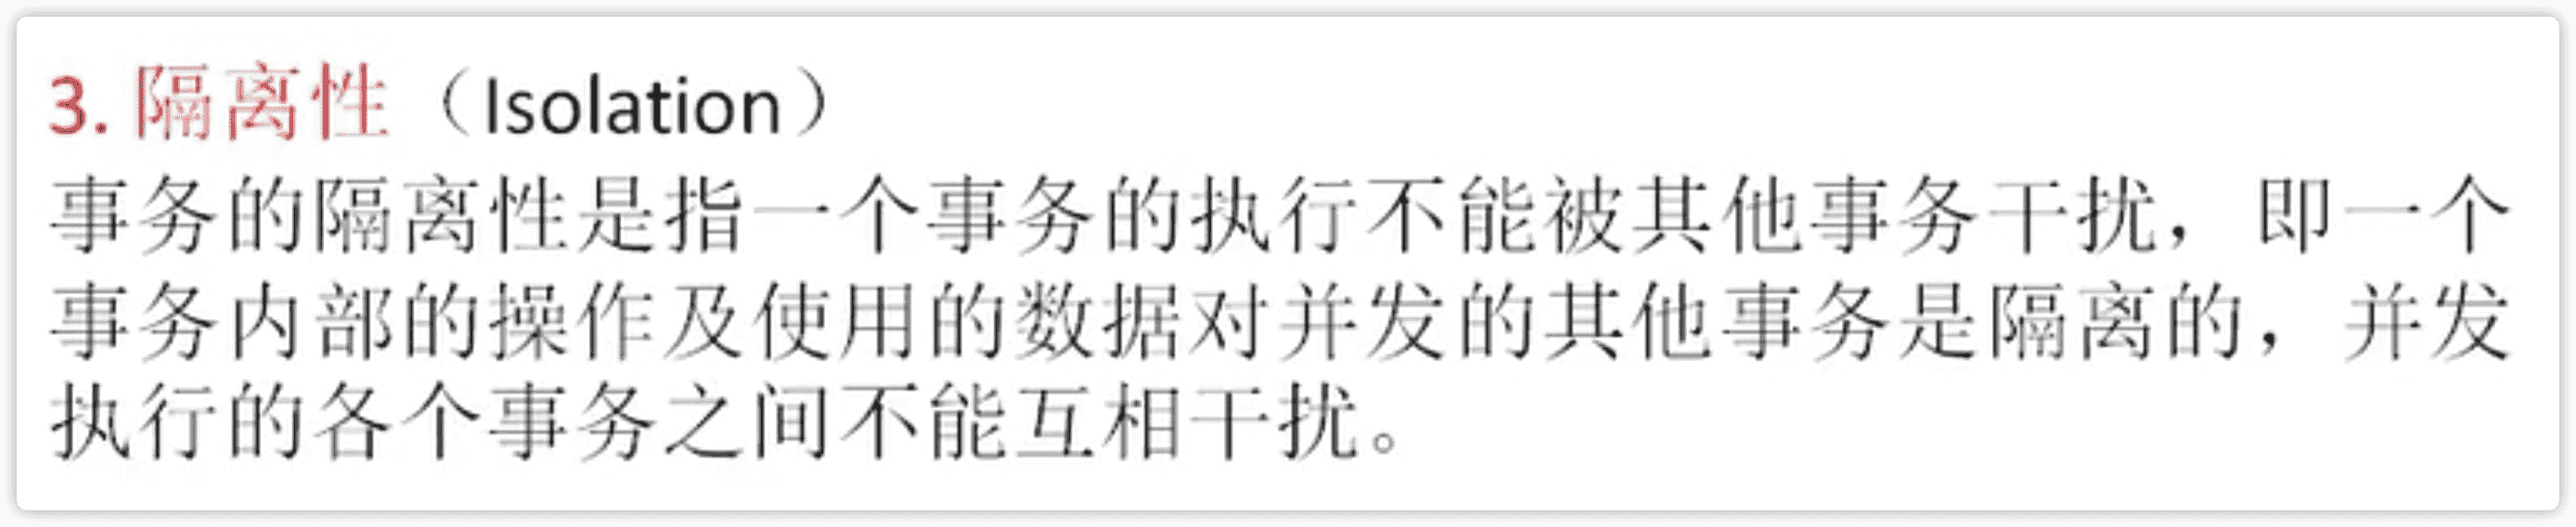 3. 隔离性（Isolation）
事务的隔离性是指一个事务的执行不能被其他事务干扰，即一个
事务内部的操作及使用的数据对并发的其他事务是隔离的，并发
执行的各个事务之间不能互相干扰。